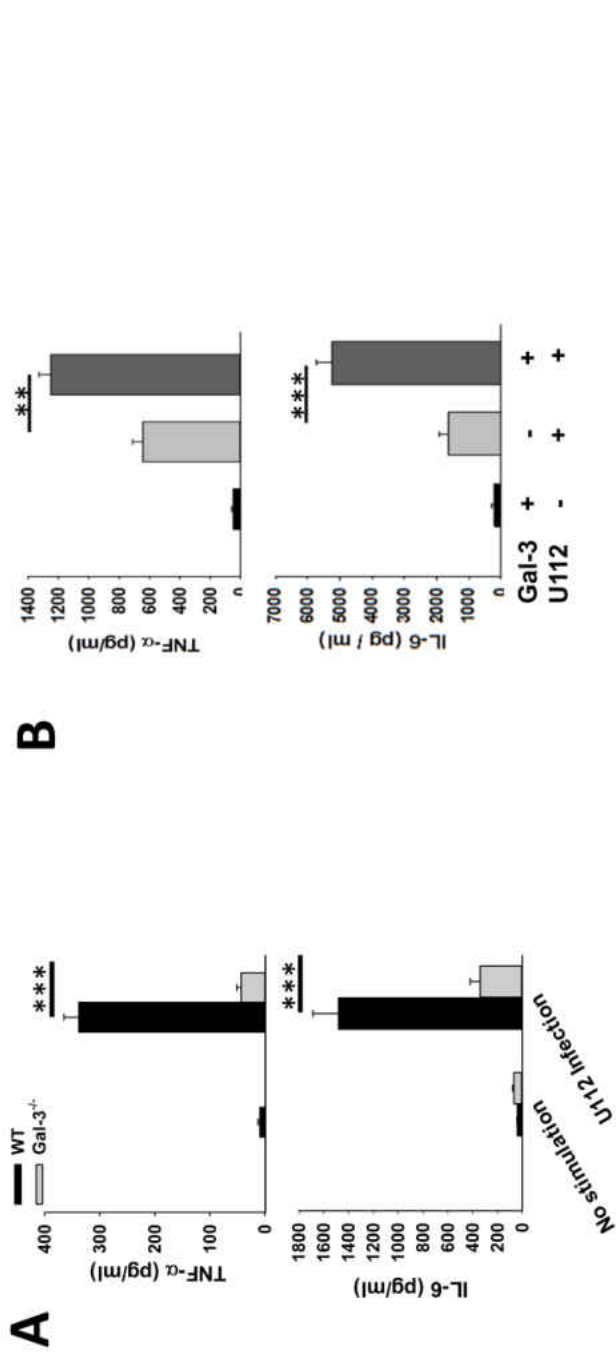 A
WT
Gal-3-/-
TNF- α (pg/ml)
400
300
200
100
0
***
IL-6 (pg/ml)
1800
1600
1400
1200
1000
800
600
400
200
0
***
No stimulation
U112 Infection
B
TNF- α (pg/ml)
1400
1200
1000
800
600
400
200
0
**
IL-6 (pg / ml)
7000
6000
5000
4000
3000
2000
1000
0
***
Gal-3 + - +
U112 - + +